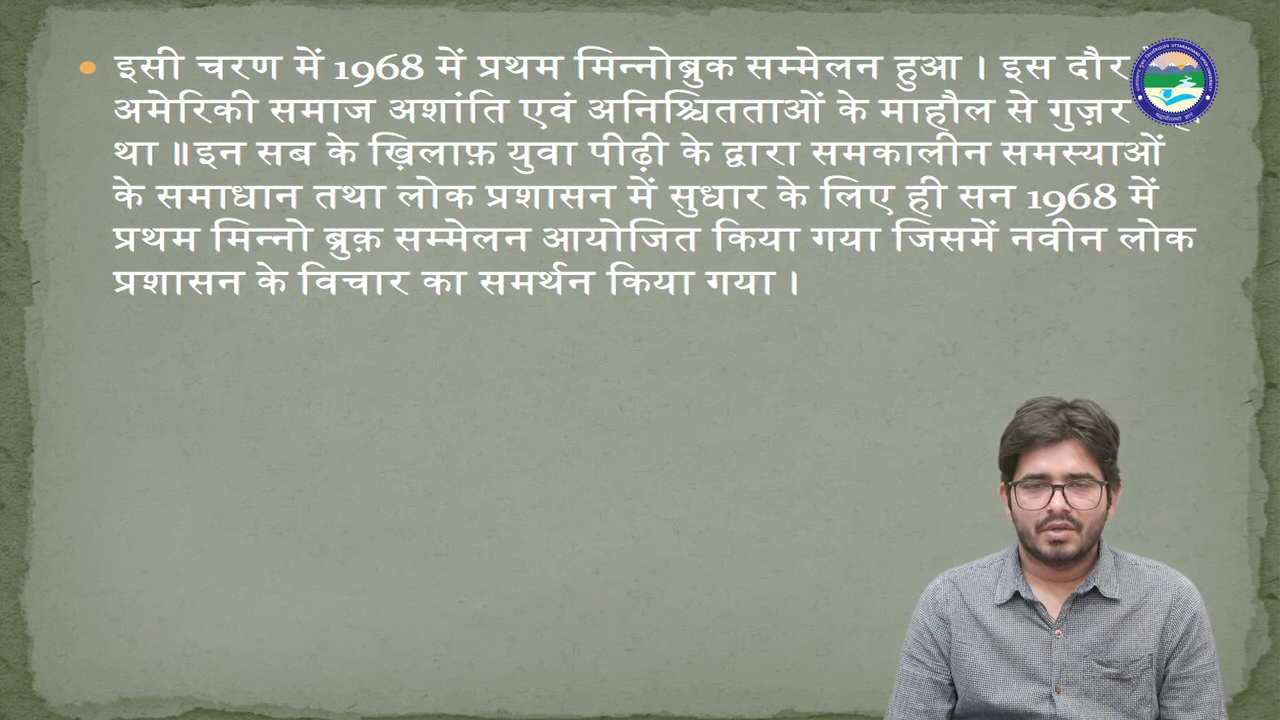 इसी चरण में 1968 में प्रथम मिन्नोब्रुक सम्मेलन हुआ । इस दौर
अमेरिकी समाज अशांति एवं अनिश्चितताओं के माहौल से गुज़र
था ॥इन सब के ख़िलाफ़ युवा पीढ़ी के द्वारा समकालीन समस्याओं
के समाधान तथा लोक प्रशासन में सुधार के लिए ही सन 1968 में
प्रथम मिन्नो ब्रुक़ सम्मेलन आयोजित किया गया जिसमें नवीन लोक
प्रशासन के विचार का समर्थन किया गया ।